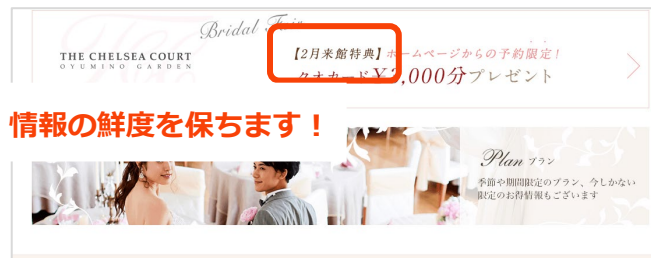 Bridal Fair
THE CHELSEA COURT
OYUMINO GARDEN
【2月来館特典】ホームページからの予約限定!
クオカード¥2,000分プレゼント
情報の鮮度を保ちます！
Plan プラン
季節や期間限定のプラン、今しかない
限定のお得情報もございます